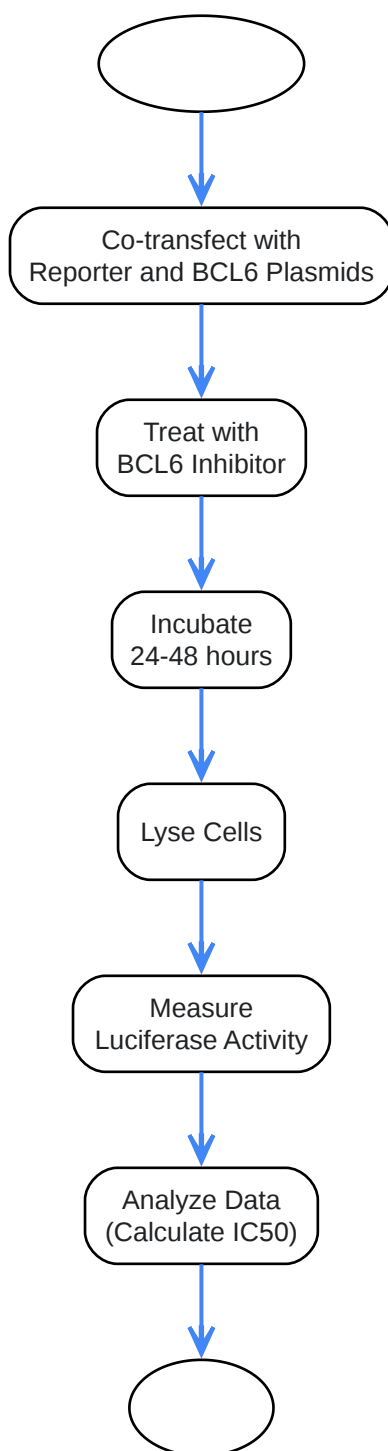 Co-transfect with
Reporter and BCL6 Plasmids
Treat with
BCL6 Inhibitor
Incubate
24-48 hours
Lyse Cells
Measure
Luciferase Activity
Analyze Data
(Calculate IC50)